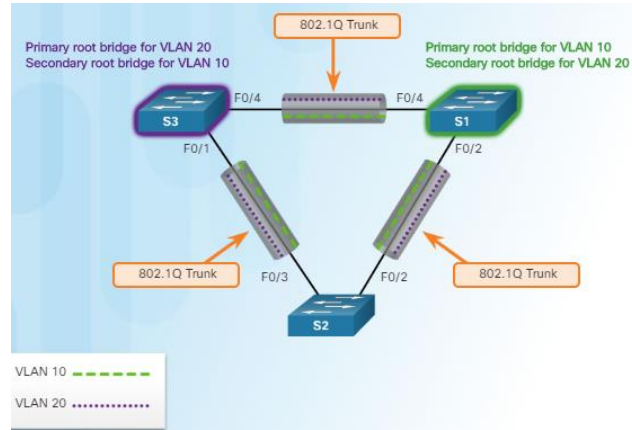 802.1Q Trunk
Primary root bridge for VLAN 20
Secondary root bridge for VLAN 10
Primary root bridge for VLAN 10
Secondary root bridge for VLAN 20
F0/4
F0/4
S3
S1
F0/1
F0/2
802.1Q Trunk
F0/3
F0/2
802.1Q Trunk
S2
VLAN 10
VLAN 20